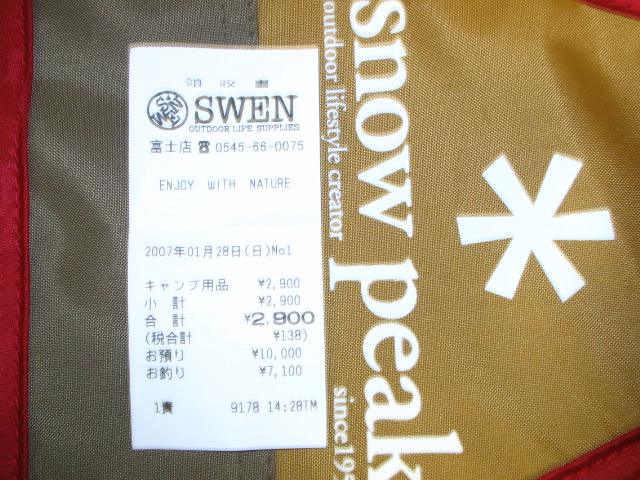 領収書
SWEN
OUTDOOR LIFE SUPPLIES
富士店 ☎ 0545-66-0075
ENJOY WITH NATURE
2007年01月28日(日)No1
キャンプ用品 ¥2,900
小 計 ¥2,900
合 計 ¥2,900
(税合計 ¥138)
お預り ¥10,000
お釣り ¥7,100
1責 9178 14:28TM
snow peak
outdoor lifestyle creator
since